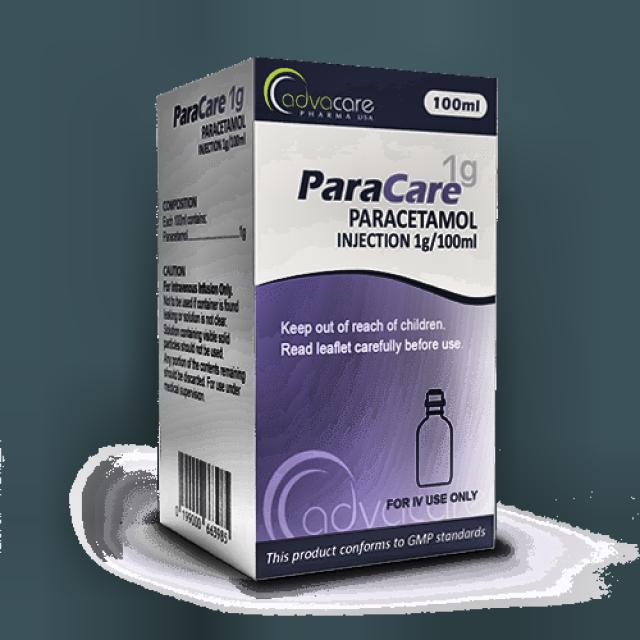 ParaCare 1g
PARACETAMOL
INJECTION 1g/100ml
COMPOSITION
Each 100ml contains:
Paracetamol 1g
CAUTION
For Intravenous Infusion Only.
Not to be used if container is found
leaking or solution is not clear.
Solution containing visible solid
particles should not be used.
Any portion of the contents remaining
should be discarded. For use under
medical supervision.
advacare
PHARMA USA
100ml
ParaCare 1g
PARACETAMOL
INJECTION 1g/100ml
Keep out of reach of children.
Read leaflet carefully before use.
FOR IV USE ONLY
advacare
This product conforms to GMP standards